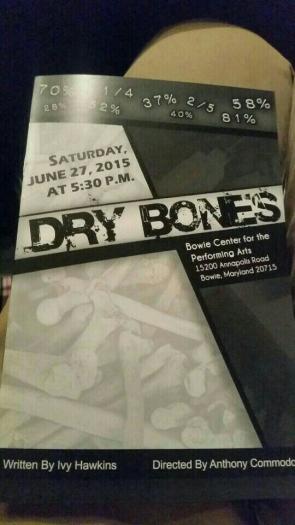 70% 1/4
28% 52% 37% 2/5 58%
40% 81%
SATURDAY,
JUNE 27, 2015
AT 5:30 P.M.
DRY BONES
Bowie Center for the
Performing Arts
15200 Annapolis Road
Bowie, Maryland 20715
Written By Ivy Hawkins Directed By Anthony Commodo